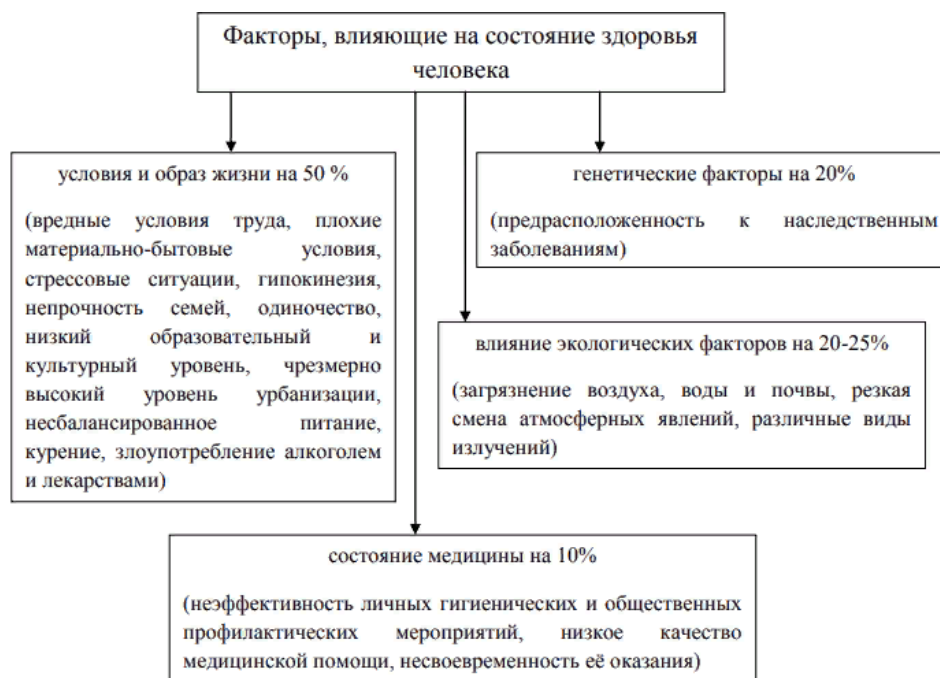 Факторы, влияющие на состояние здоровья
человека
условия и образ жизни на 50 %
(вредные условия труда, плохие
материально-бытовые условия,
стрессовые ситуации, гипокинезия,
непрочность семей, одиночество,
низкий образовательный и
культурный уровень, чрезмерно
высокий уровень урбанизации,
несбалансированное питание,
курение, злоупотребление алкоголем
и лекарствами)
генетические факторы на 20%
(предрасположенность к наследственным
заболеваниям)
влияние экологических факторов на 20-25%
(загрязнение воздуха, воды и почвы, резкая
смена атмосферных явлений, различные виды
излучений)
состояние медицины на 10%
(неэффективность личных гигиенических и общественных
профилактических мероприятий, низкое качество
медицинской помощи, несвоевременность её оказания)